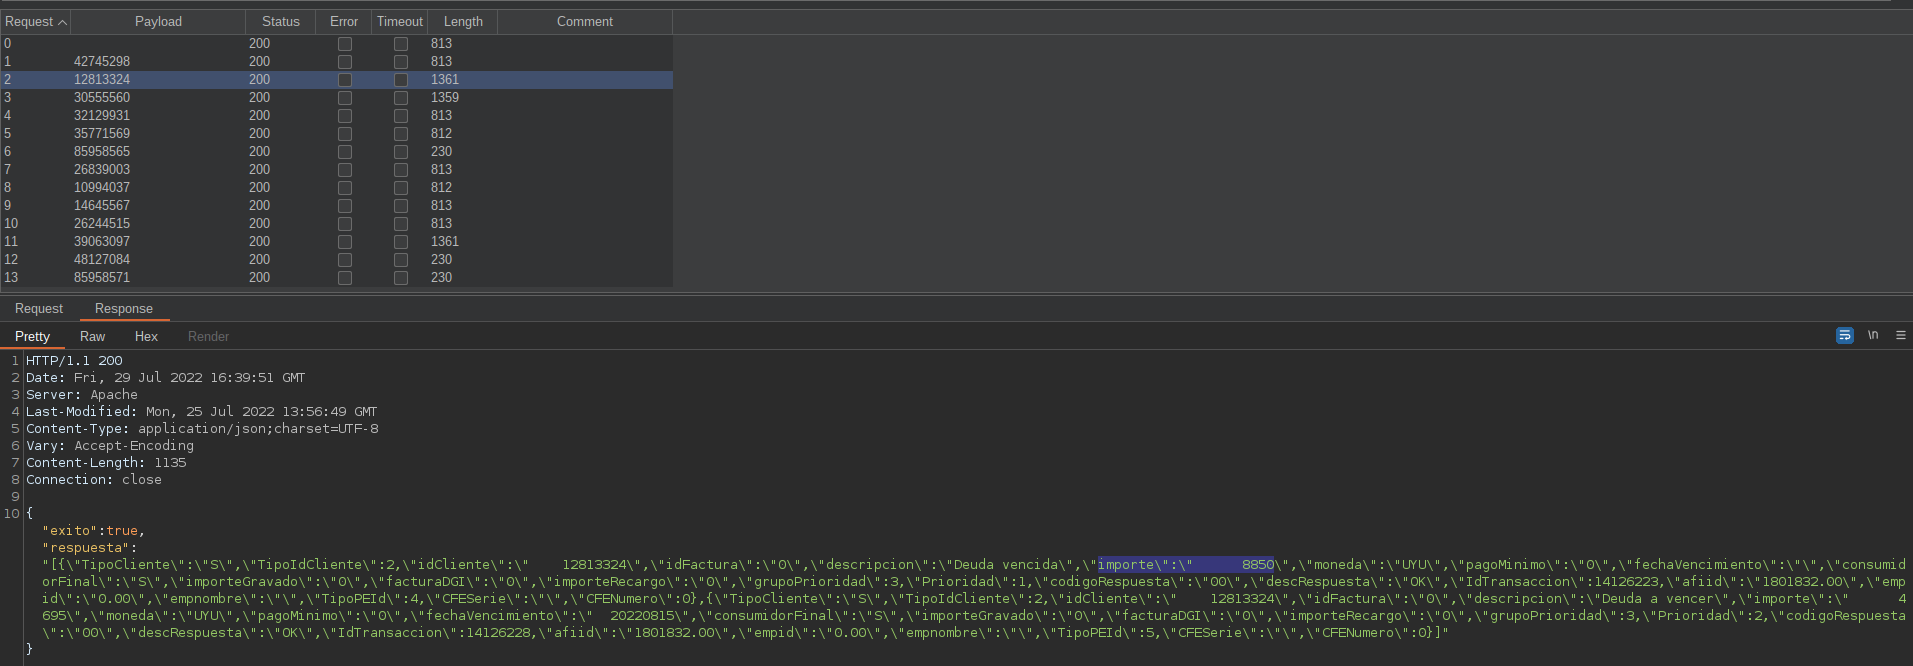 Request Payload Status Error Timeout Length Comment
0 200 813
1 42745298 200 813
2 12813324 200 1361
3 30555560 200 1359
4 32129931 200 813
5 35771569 200 812
6 85958565 200 230
7 26839003 200 813
8 10994037 200 812
9 14645567 200 813
10 26244515 200 813
11 39063097 200 1361
12 48127084 200 230
13 85958571 200 230
Request Response
Pretty Raw Hex Render \n
1 HTTP/1.1 200
2 Date: Fri, 29 Jul 2022 16:39:51 GMT
3 Server: Apache
4 Last-Modified: Mon, 25 Jul 2022 13:56:49 GMT
5 Content-Type: application/json;charset=UTF-8
6 Vary: Accept-Encoding
7 Content-Length: 1135
8 Connection: close
9
10 {
"exito":true,
"respuesta":
"[{\"TipoCliente\":\"S\",\"TipoIdCliente\":2,\"idCliente\":\"    12813324\",\"idFactura\":\"0\",\"descripcion\":\"Deuda vencida\",\"importe\":\"      8850\",\"moneda\":\"UYU\",\"pagoMinimo\":\"0\",\"fechaVencimiento\":\"\",\"consumid
orFinal\":\"S\",\"importeGravado\":\"0\",\"facturaDGI\":\"0\",\"importeRecargo\":\"0\",\"grupoPrioridad\":3,\"Prioridad\":1,\"codigoRespuesta\":\"00\",\"descRespuesta\":\"OK\",\"IdTransaccion\":14126223,\"afiid\":\"1801832.00\",\"emp
id\":\"0.00\",\"empnombre\":\"\",\"TipoPEId\":4,\"CFESerie\":\"\",\"CFENumero\":0},{\"TipoCliente\":\"S\",\"TipoIdCliente\":2,\"idCliente\":\"    12813324\",\"idFactura\":\"0\",\"descripcion\":\"Deuda a vencer\",\"importe\":\"      4
695\",\"moneda\":\"UYU\",\"pagoMinimo\":\"0\",\"fechaVencimiento\":\"  20220815\",\"consumidorFinal\":\"S\",\"importeGravado\":\"0\",\"facturaDGI\":\"0\",\"importeRecargo\":\"0\",\"grupoPrioridad\":3,\"Prioridad\":2,\"codigoRespuesta
\":\"00\",\"descRespuesta\":\"OK\",\"IdTransaccion\":14126228,\"afiid\":\"1801832.00\",\"empid\":\"0.00\",\"empnombre\":\"\",\"TipoPEId\":5,\"CFESerie\":\"\",\"CFENumero\":0}]"
}